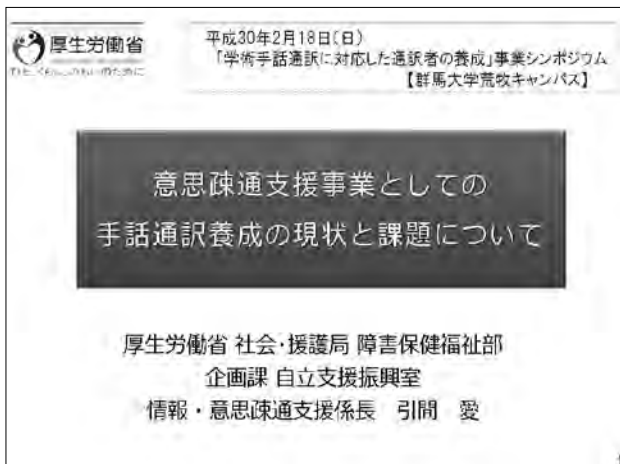 厚生労働省
平成30年2月18日(日)
「学術手話通訳に対応した通訳者の養成」事業シンポジウム
【群馬大学荒牧キャンパス】
意思疎通支援事業としての
手話通訳養成の現状と課題について
厚生労働省 社会・援護局 障害保健福祉部
企画課 自立支援振興室
情報・意思疎通支援係長 引間 愛